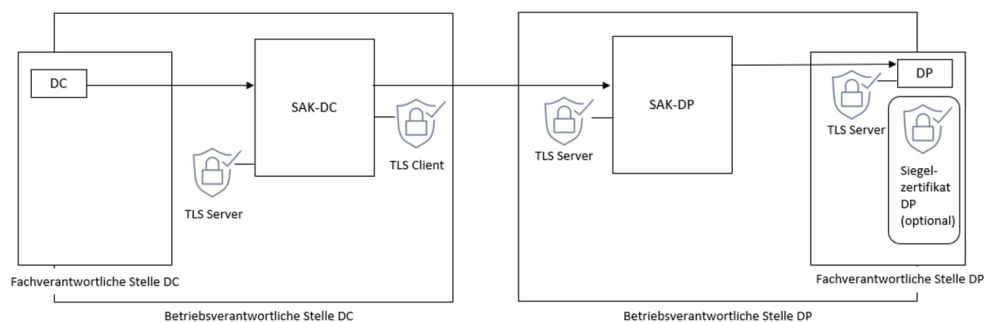 DC
SAK-DC
TLS Server
TLS Client
Fachverantwortliche Stelle DC
Betriebsverantwortliche Stelle DC
TLS Server
SAK-DP
DP
TLS Server
Siegel-
zertifikat
DP
(optional)
Fachverantwortliche Stelle DP
Betriebsverantwortliche Stelle DP